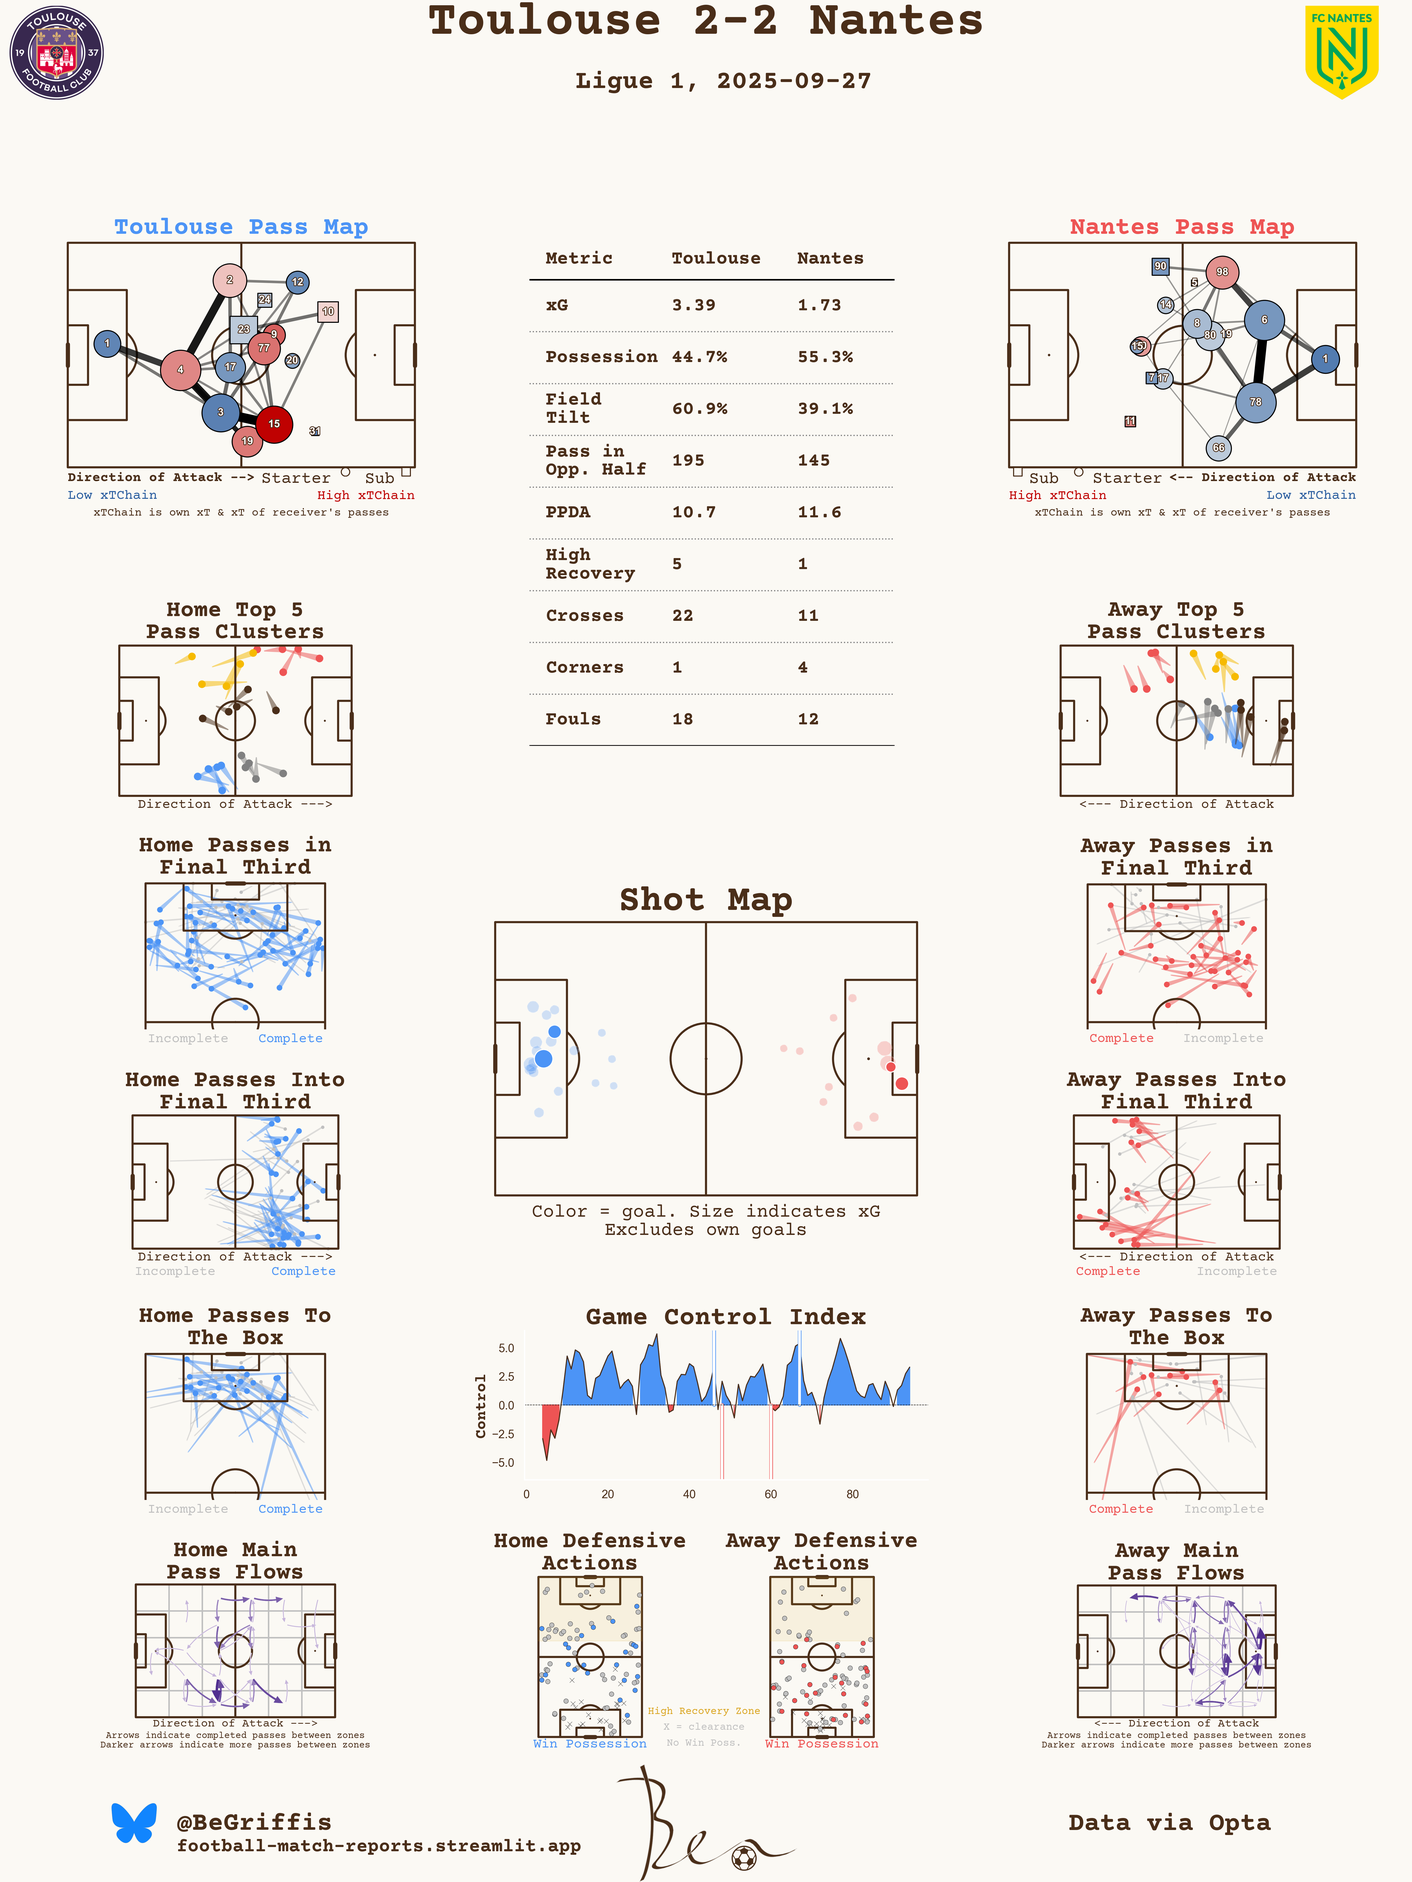 Toulouse 2-2 Nantes
Ligue 1, 2025-09-27
TOULOUSE
19 37
FOOTBALL CLUB
FC NANTES
Toulouse Pass Map
2
12
24
10
23
9
77
1
4
17
20
3
15
31
19
Direction of Attack --> Starter Sub
Low xTChain High xTChain
xTChain is own xT & xT of receiver's passes
Metric Toulouse Nantes
xG 3.39 1.73
Possession 44.7% 55.3%
Field
Tilt 60.9% 39.1%
Pass in
Opp. Half 195 145
PPDA 10.7 11.6
High
Recovery 5 1
Crosses 22 11
Corners 1 4
Fouls 18 12
Nantes Pass Map
90
98
5
14
8
6
80
19
15
1
7
17
78
11
66
Sub Starter <-- Direction of Attack
High xTChain Low xTChain
xTChain is own xT & xT of receiver's passes
Home Top 5
Pass Clusters
Direction of Attack --->
Away Top 5
Pass Clusters
<--- Direction of Attack
Home Passes in
Final Third
Incomplete Complete
Away Passes in
Final Third
Complete Incomplete
Shot Map
Color = goal. Size indicates xG
Excludes own goals
Home Passes Into
Final Third
Direction of Attack --->
Incomplete Complete
Away Passes Into
Final Third
<--- Direction of Attack
Complete Incomplete
Home Passes To
The Box
Incomplete Complete
Game Control Index
Control
5.0
2.5
0.0
−2.5
−5.0
0 20 40 60 80
Away Passes To
The Box
Complete Incomplete
Home Main
Pass Flows
Direction of Attack --->
Arrows indicate completed passes between zones
Darker arrows indicate more passes between zones
Home Defensive
Actions
Win Possession
Away Defensive
Actions
Win Possession
High Recovery Zone
X = clearance
No Win Poss.
Away Main
Pass Flows
<--- Direction of Attack
Arrows indicate completed passes between zones
Darker arrows indicate more passes between zones
@BeGriffis
football-match-reports.streamlit.app
Ben
Data via Opta